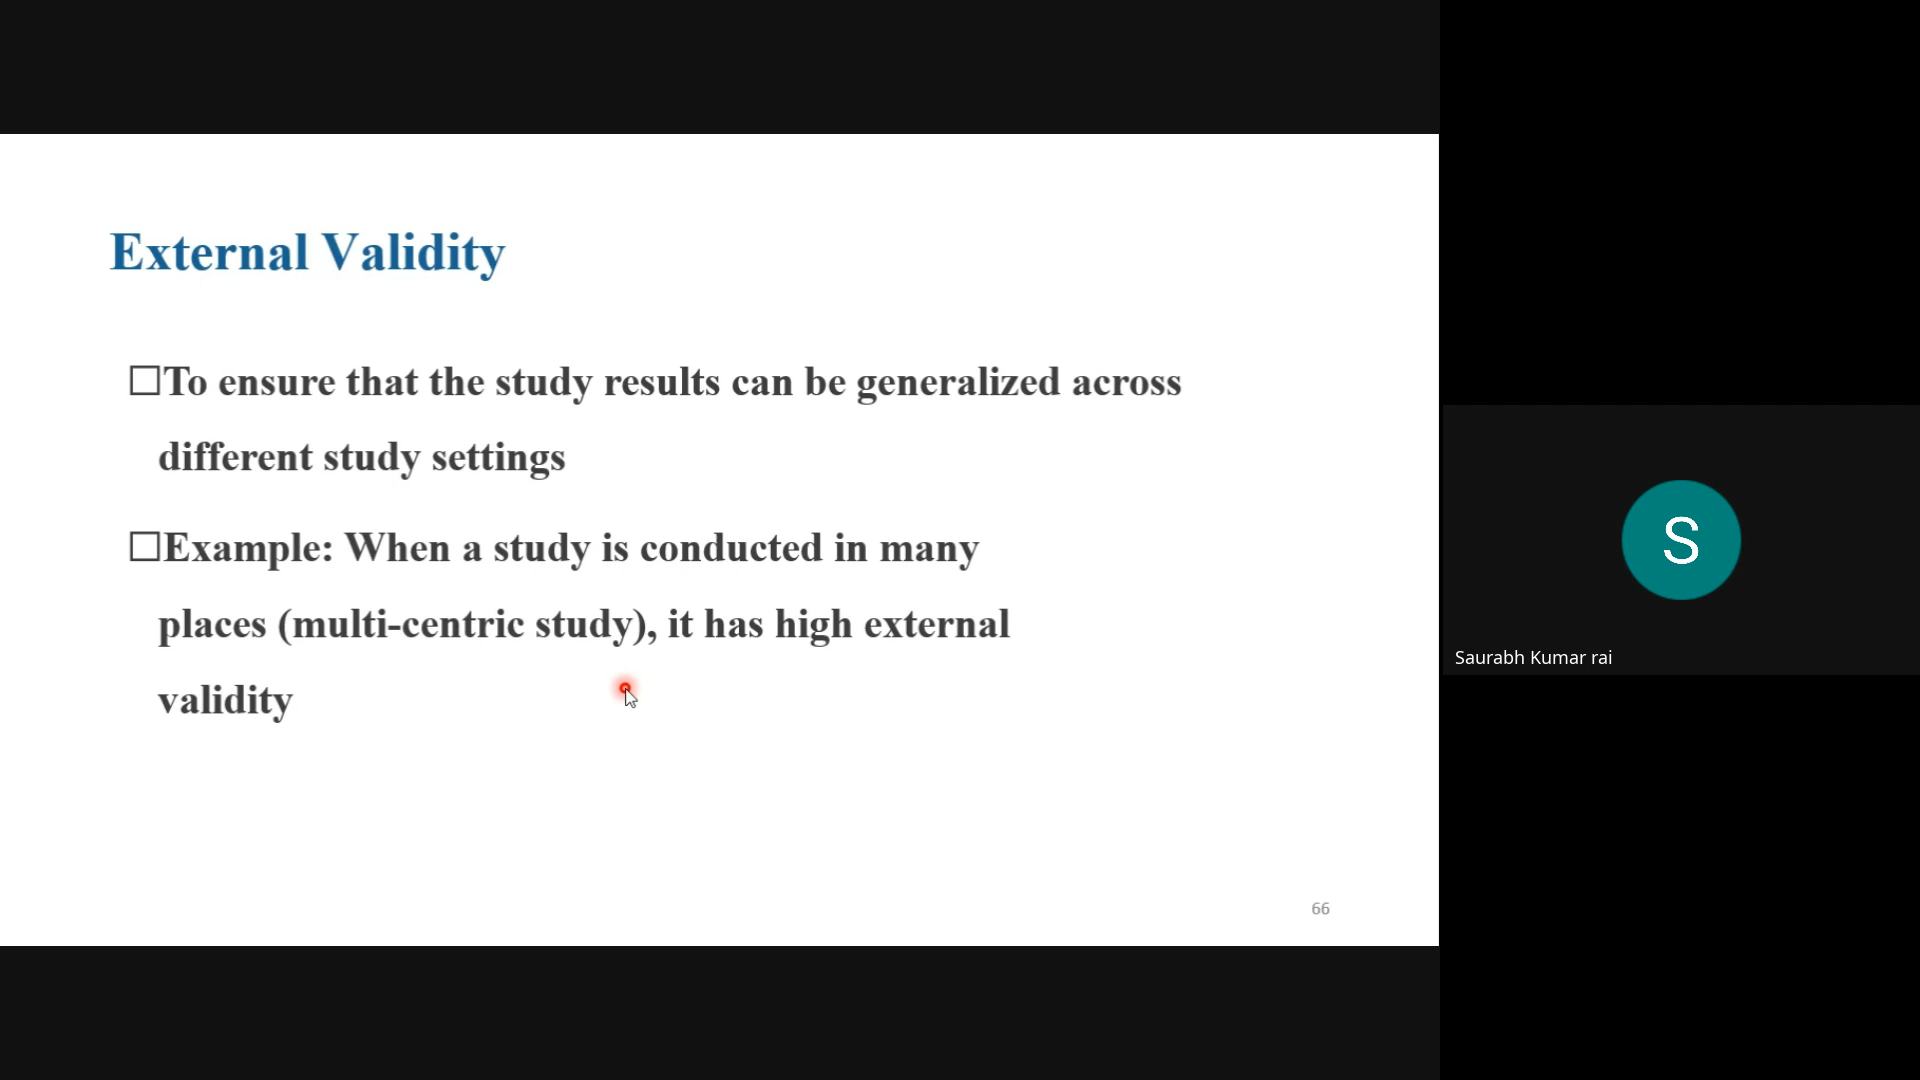 External Validity
☐To ensure that the study results can be generalized across
different study settings
☐Example: When a study is conducted in many
places (multi-centric study), it has high external
validity
66
S
Saurabh Kumar rai